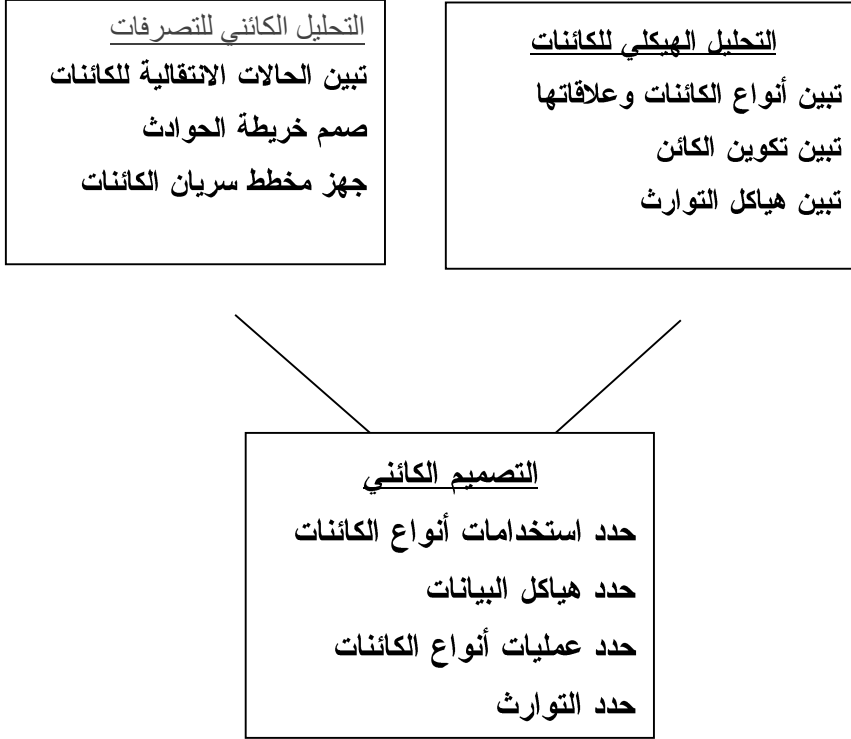 التحليل الهيكلي للكائنات
تبين أنواع الكائنات وعلاقاتها
تبين تكوين الكائن
تبين هياكل التوارث
التحليل الكائني للتصرفات
تبين الحالات الانتقالية للكائنات
صمم خريطة الحوادث
جهز مخطط سريان الكائنات
التصميم الكائني
حدد استخدامات أنواع الكائنات
حدد هياكل البيانات
حدد عمليات أنواع الكائنات
حدد التوارث